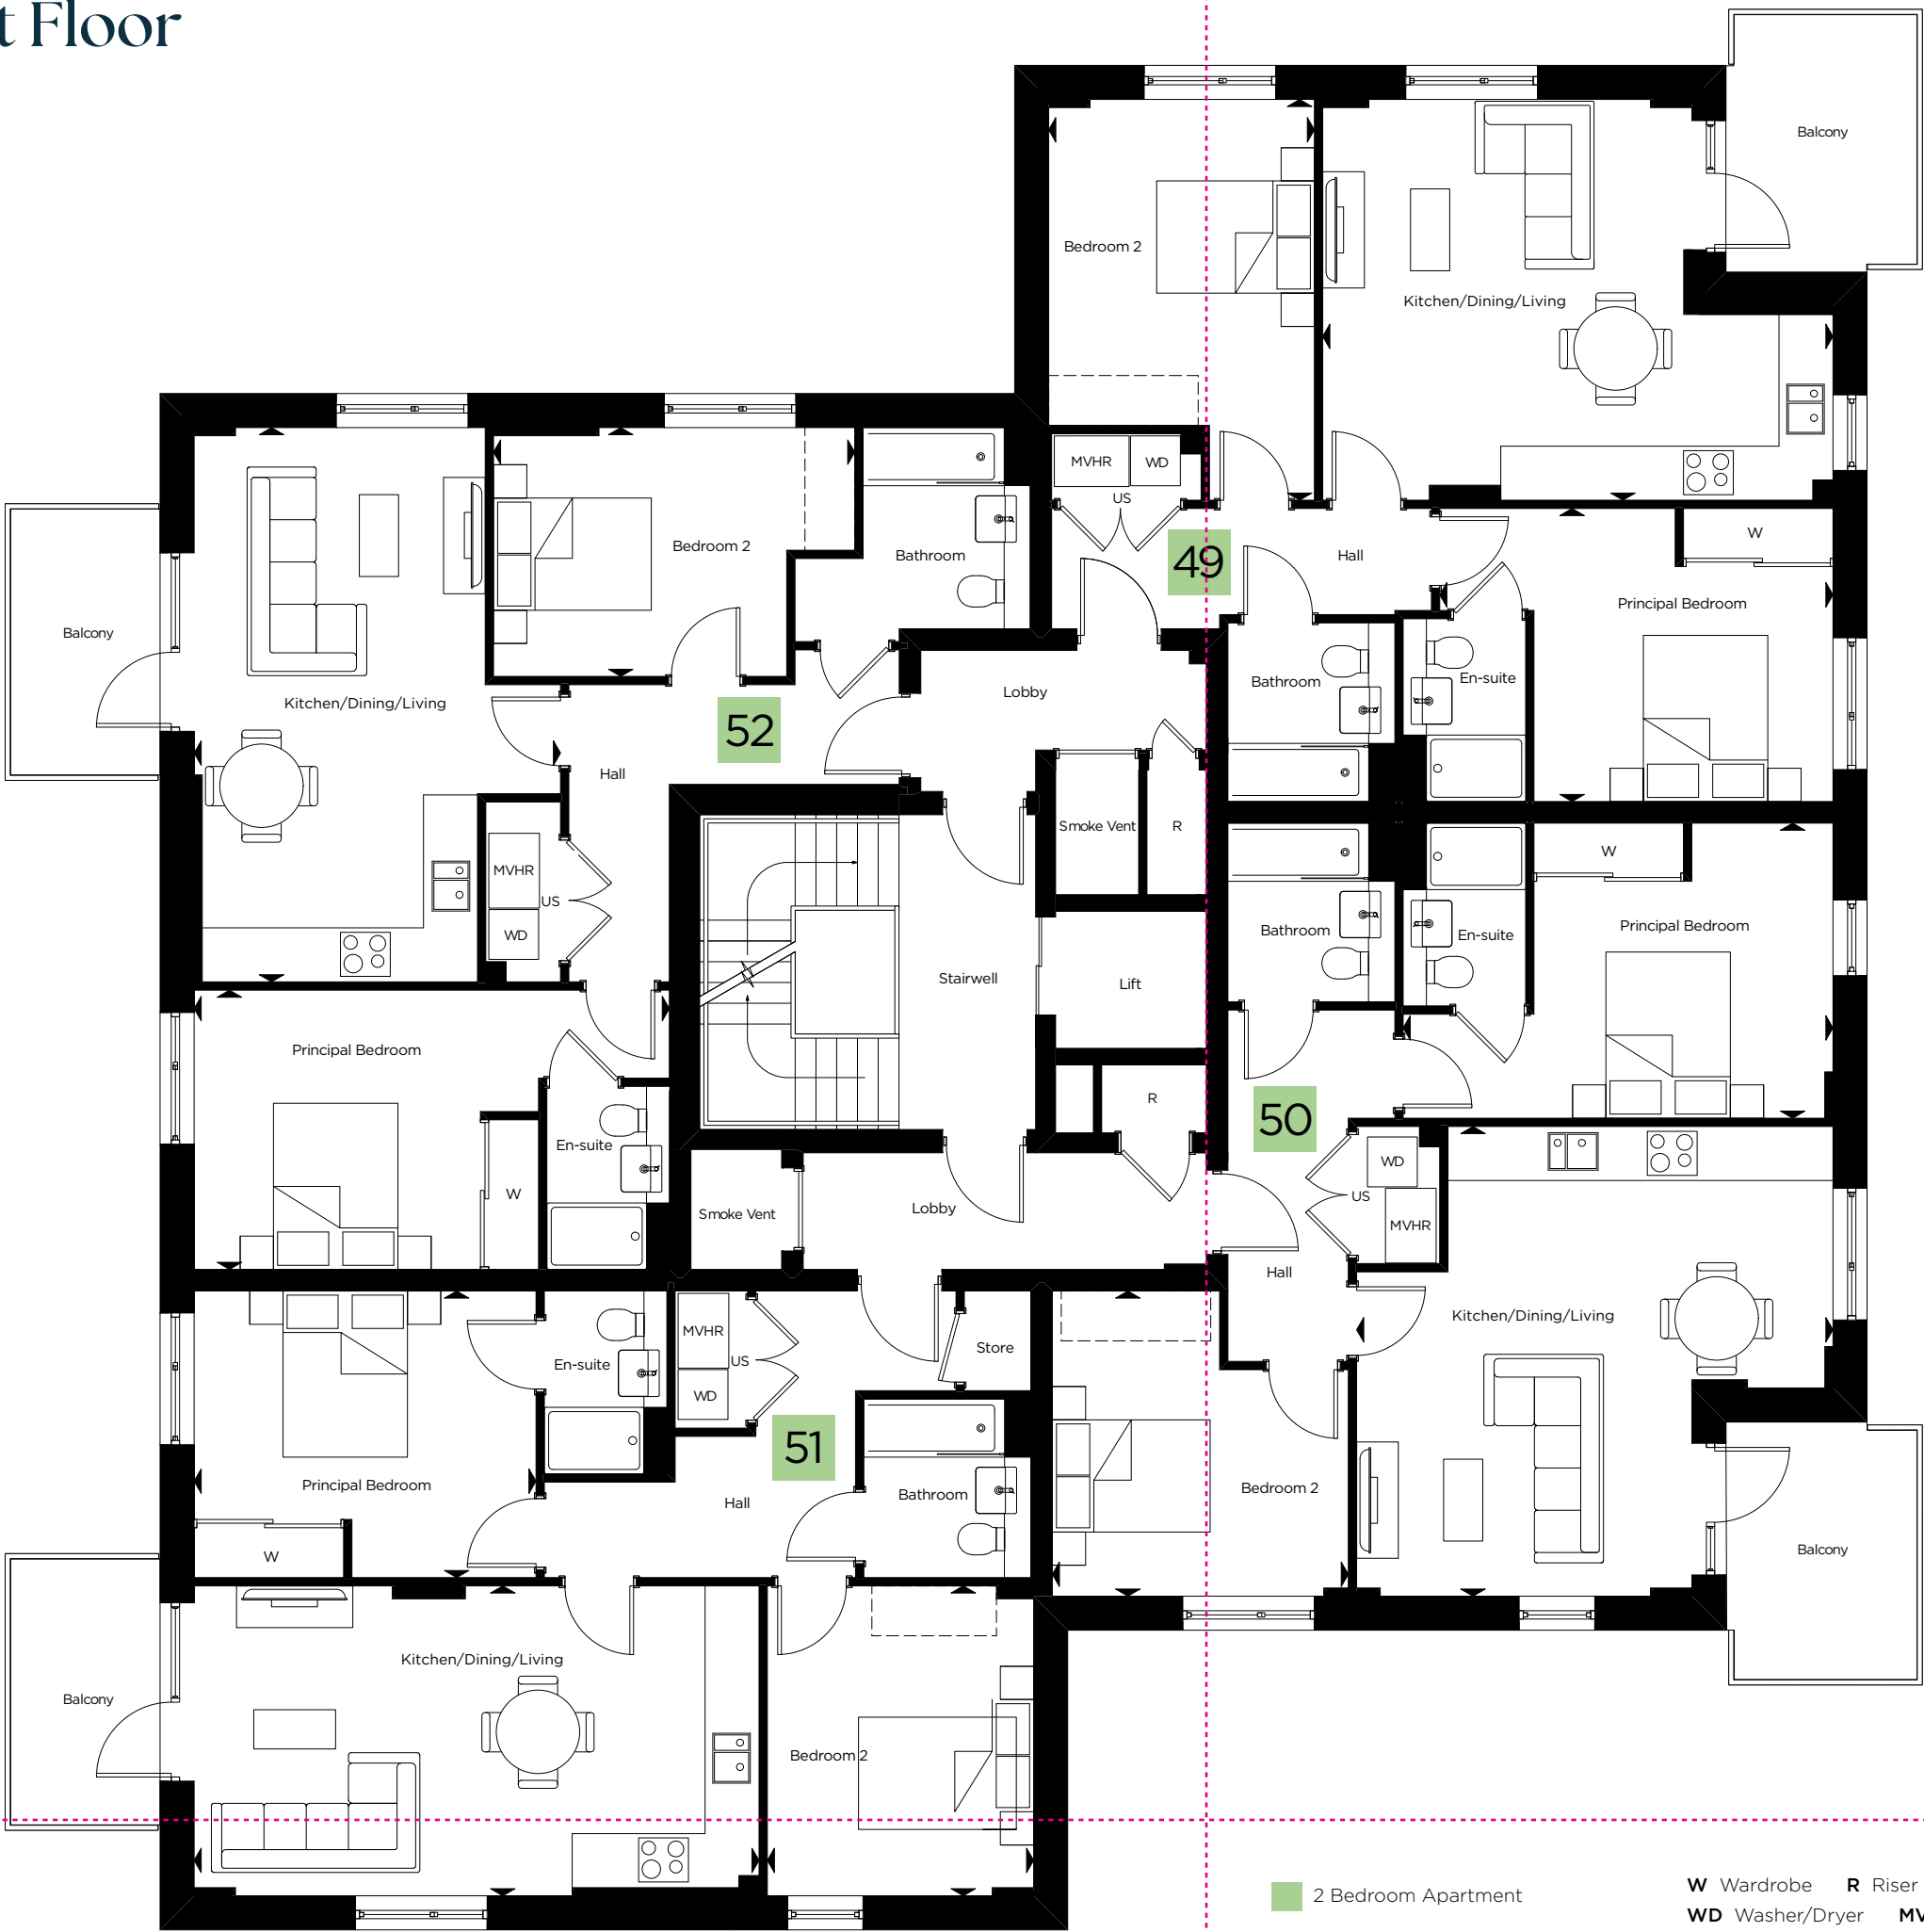 t Floor
Balcony
Bedroom 2
Kitchen/Dining/Living
MVHR
WD
US
49
Hall
W
Principal Bedroom
Bathroom
En-suite
Bedroom 2
Bathroom
Balcony
Kitchen/Dining/Living
52
Hall
Lobby
MVHR
US
WD
Smoke Vent
R
Stairwell
Lift
W
Principal Bedroom
Bathroom
En-suite
Principal Bedroom
En-suite
W
R
50
WD
US
MVHR
Smoke Vent
Lobby
Hall
Kitchen/Dining/Living
MVHR
US
WD
Store
En-suite
51
Principal Bedroom
Hall
Bathroom
Bedroom 2
W
Balcony
Kitchen/Dining/Living
Balcony
Bedroom 2
2 Bedroom Apartment
W Wardrobe R Riser
WD Washer/Dryer MV